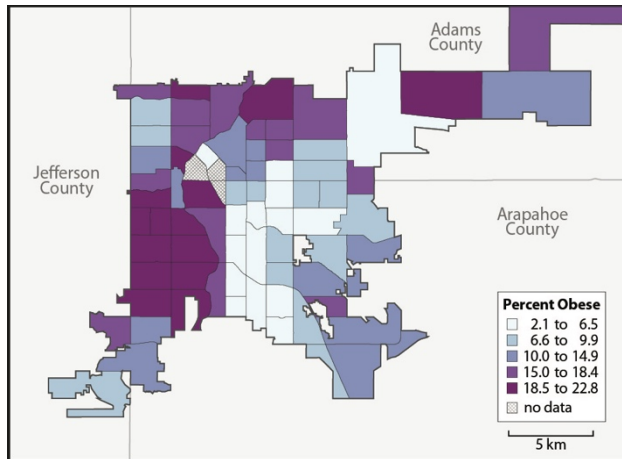 Adams
County
Jefferson
County
Arapahoe
County
Percent Obese
2.1 to 6.5
6.6 to 9.9
10.0 to 14.9
15.0 to 18.4
18.5 to 22.8
no data
5 km